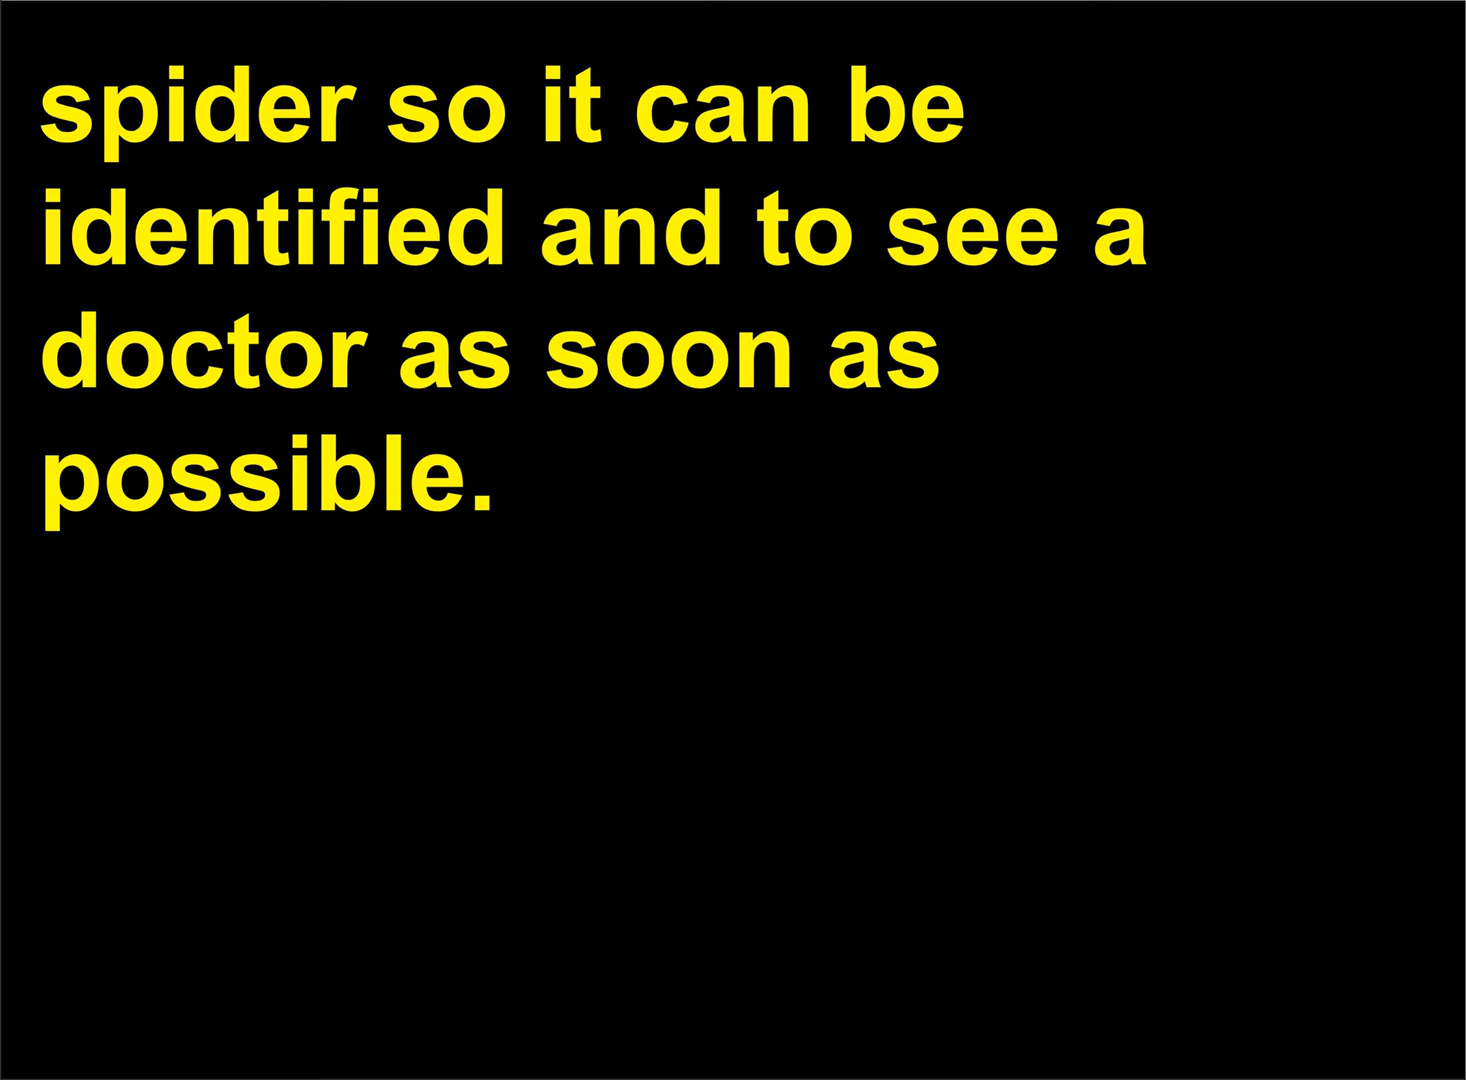 spider so it can be
identified and to see a
doctor as soon as
possible.